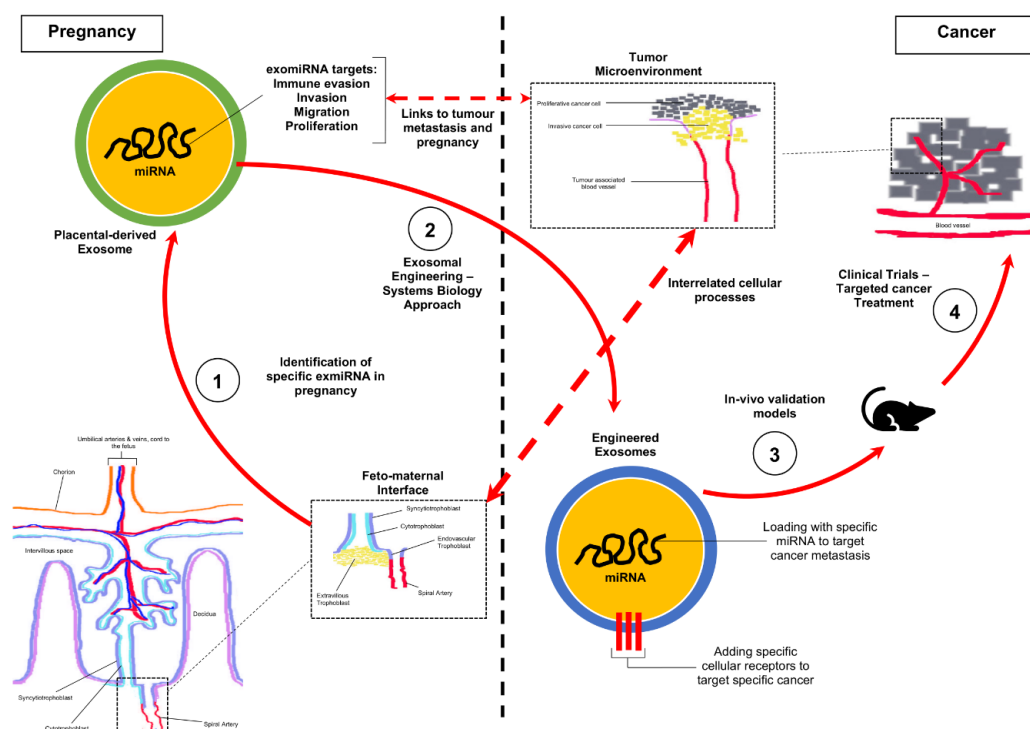 Pregnancy
Cancer
exomiRNA targets:
Immune evasion
Invasion
Migration
Proliferation
miRNA
Placental-derived
Exosome
Links to tumour
metastasis and
pregnancy
Tumor
Microenvironment
Proliferative cancer cell
Invasive cancer cell
Tumour associated
blood vessel
Blood vessel
2
Exosomal
Engineering –
Systems Biology
Approach
Interrelated cellular
processes
Clinical Trials –
Targeted cancer
Treatment
4
1
Identification of
specific exmiRNA in
pregnancy
In-vivo validation
models
3
Engineered
Exosomes
miRNA
Loading with specific
miRNA to target
cancer metastasis
Adding specific
cellular receptors to
target specific cancer
Feto-maternal
Interface
Syncytiotrophoblast
Cytotrophoblast
Endovascular
Trophoblast
Extravillous
Trophoblast
Spiral Artery
Umbilical arteries & veins, cord to
the fetus
Chorion
Intervillous space
Decidua
Syncytiotrophoblast
Cytotrophoblast
Spiral Artery